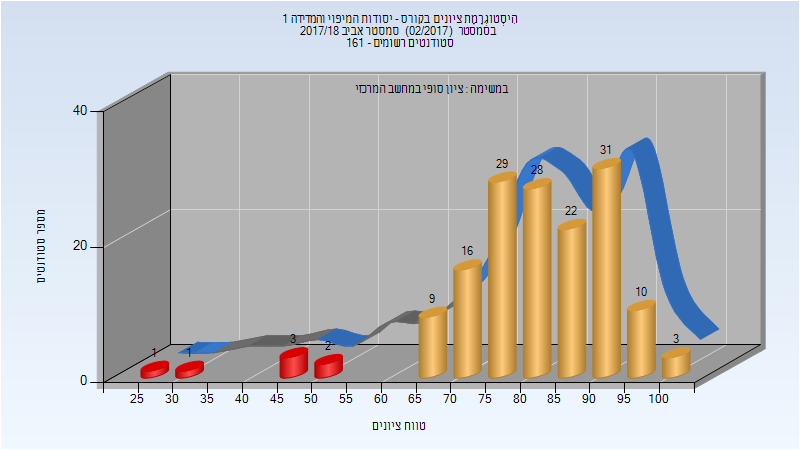 היסטוגרמת ציונים בקורס - יסודות המיפוי והמדידה 1
בסמסטר (02/2017) סמסטר אביב 2017/18
סטודנטים רשומים - 161
במשימה : ציון סופי במחשב המרכזי
מספר סטודנטים
40
20
0
1
1
3
2
9
16
29
28
22
31
10
3
25 30 35 40 45 50 55 60 65 70 75 80 85 90 95 100
טווח ציונים